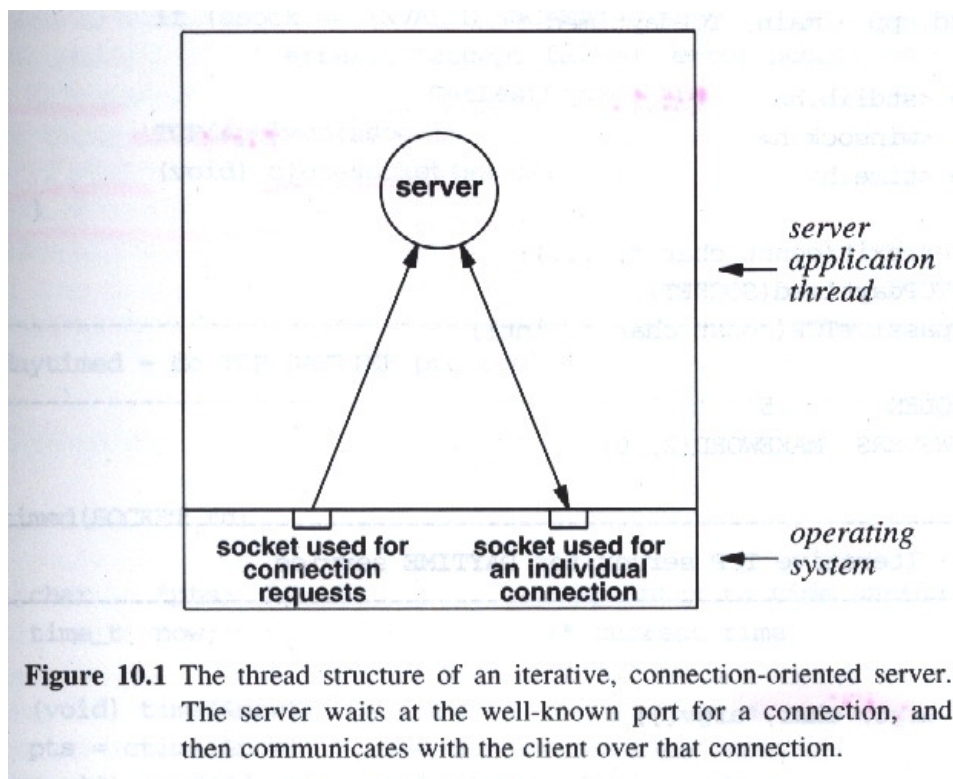 server
server
application
thread
socket used for
connection
requests
socket used for
an individual
connection
operating
system
Figure 10.1 The thread structure of an iterative, connection-oriented server.
The server waits at the well-known port for a connection, and
then communicates with the client over that connection.